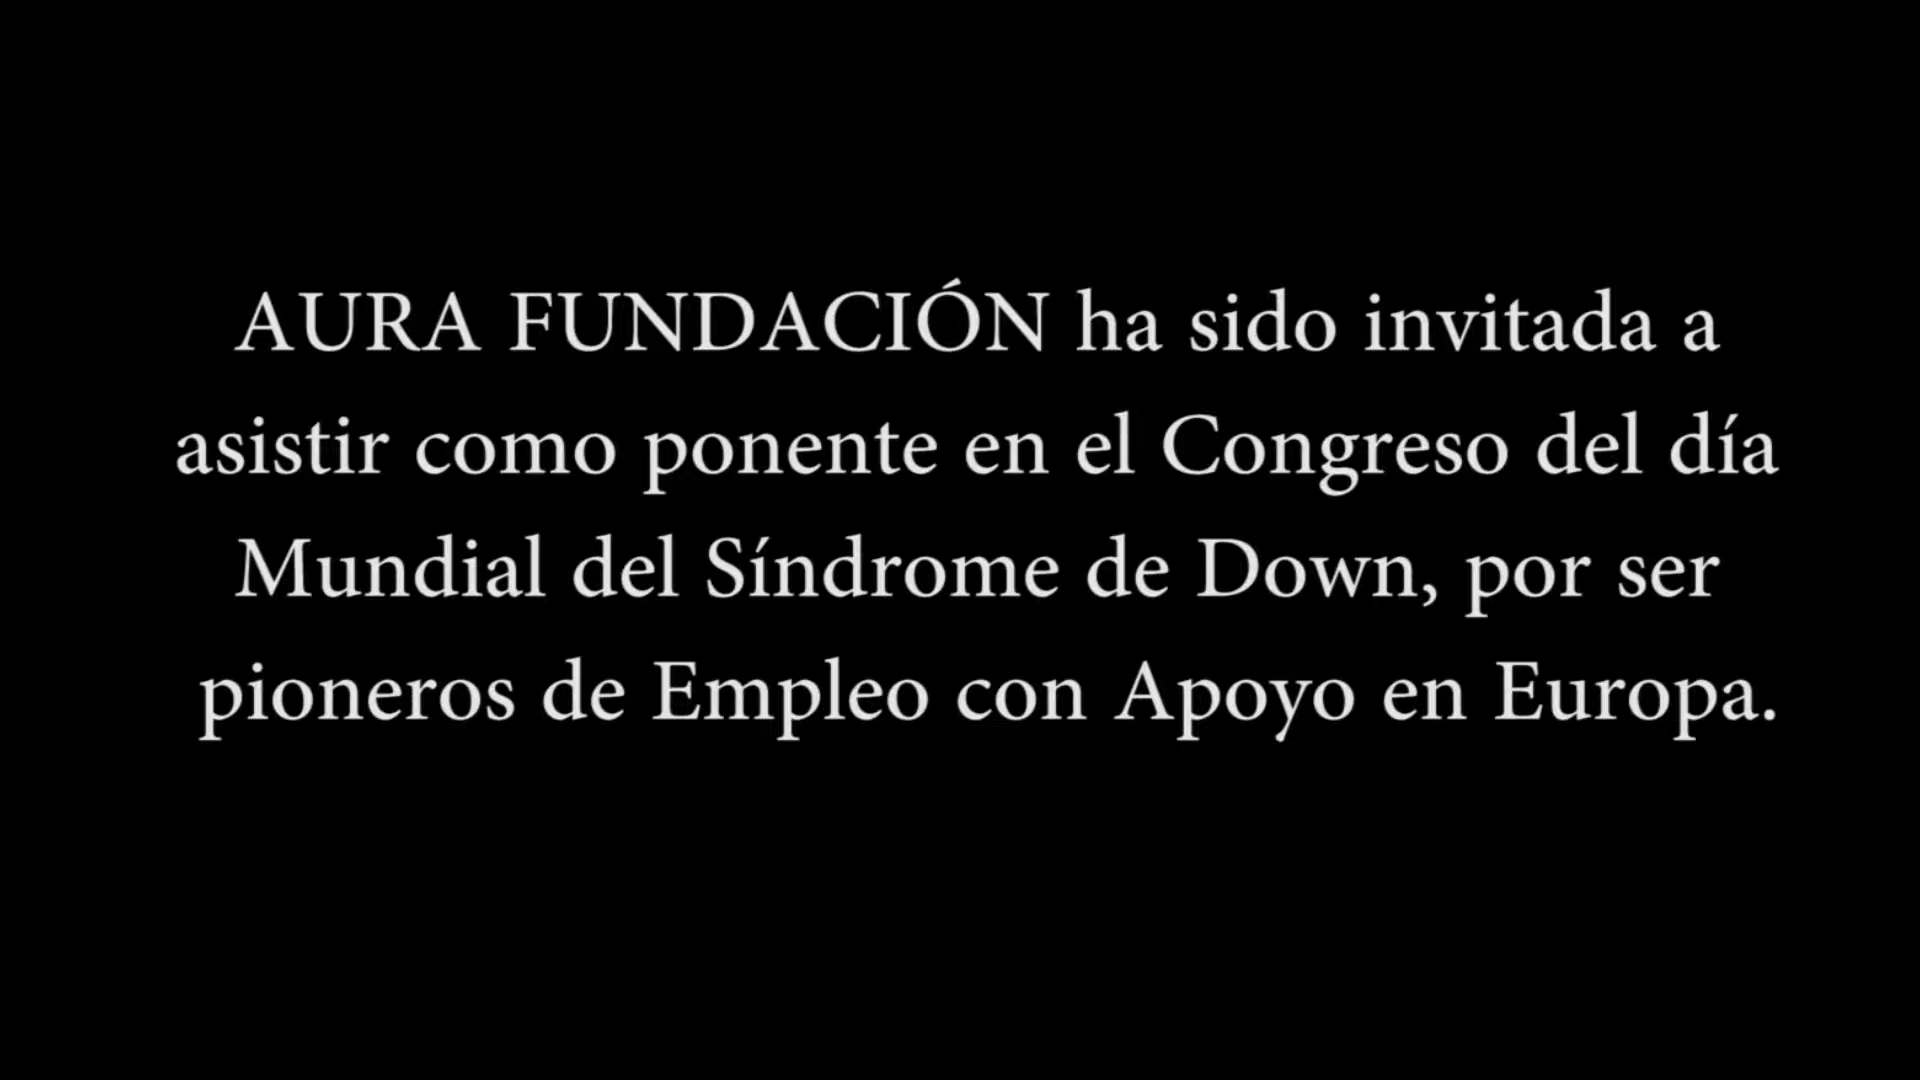 AURA FUNDACIÓN ha sido invitada a
asistir como ponente en el Congreso del día
Mundial del Síndrome de Down, por ser
pioneros de Empleo con Apoyo en Europa.